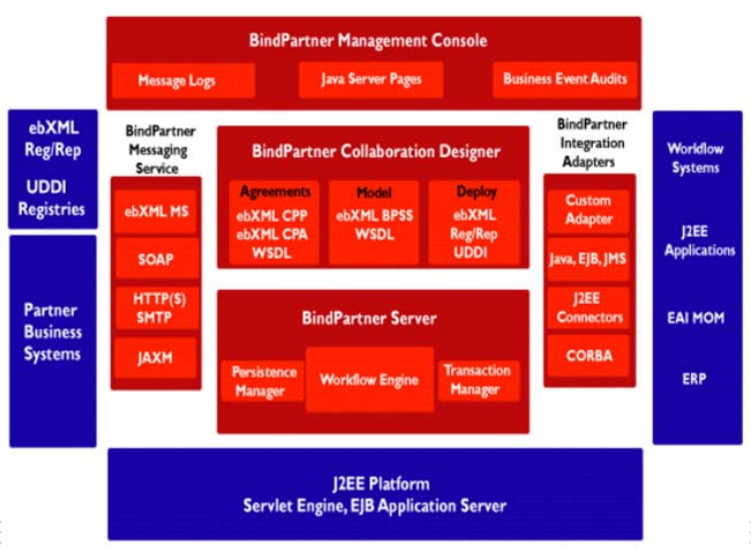 BindPartner Management Console
Message Logs
Java Server Pages
Business Event Audits
ebXML
Reg/Rep
UDDI
Registries
Partner
Business
Systems
BindPartner
Messaging
Service
ebXML MS
SOAP
HTTP(S)
SMTP
JAXM
BindPartner Collaboration Designer
Agreements
ebXML CPP
ebXML CPA
WSDL
Model
ebXML BPSS
WSDL
Deploy
ebXML
Reg/Rep
UDDI
BindPartner Server
Persistence
Manager
Workflow Engine
Transaction
Manager
BindPartner
Integration
Adapters
Custom
Adapter
Java, EJB, JMS
J2EE
Connectors
CORBA
Workflow
Systems
J2EE
Applications
EAI MOM
ERP
J2EE Platform
Servlet Engine, EJB Application Server